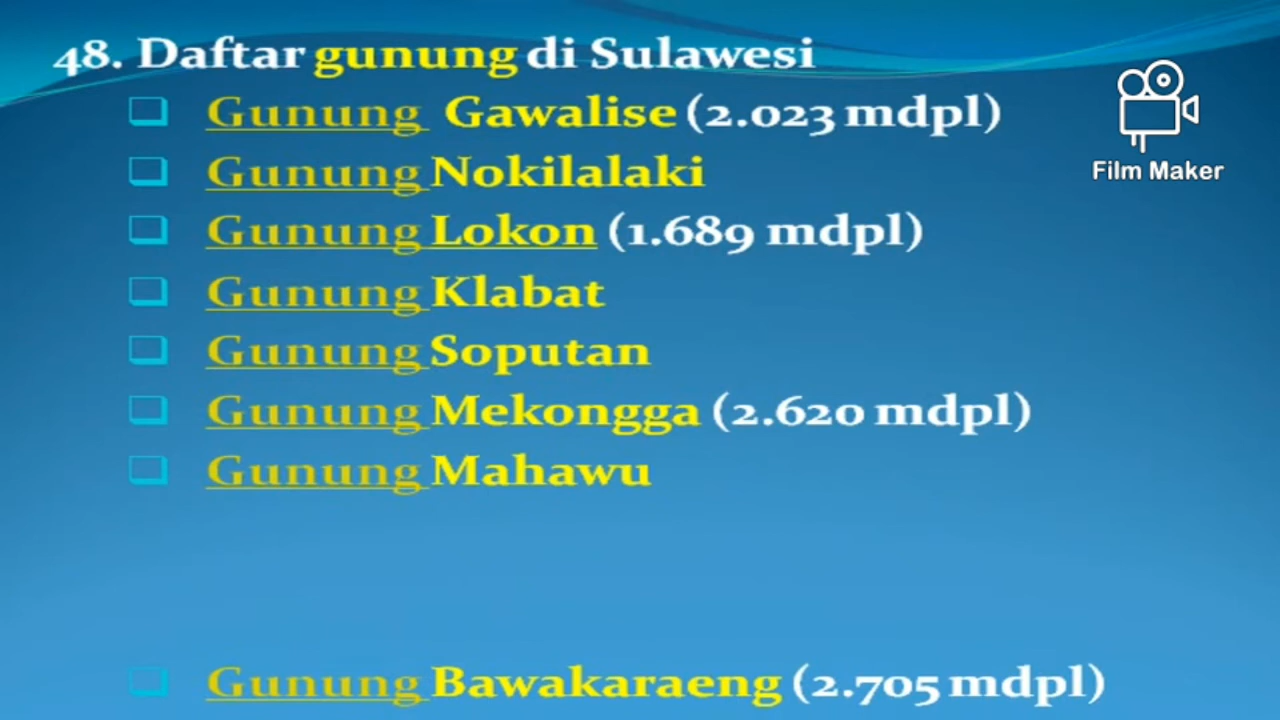 48. Daftar gunung di Sulawesi
Gunung Gawalise (2.023 mdpl)
Gunung Nokilalaki
Gunung Lokon (1.689 mdpl)
Gunung Klabat
Gunung Soputan
Gunung Mekongga (2.620 mdpl)
Gunung Mahawu
Gunung Bawakaraeng (2.705 mdpl)
Film Maker